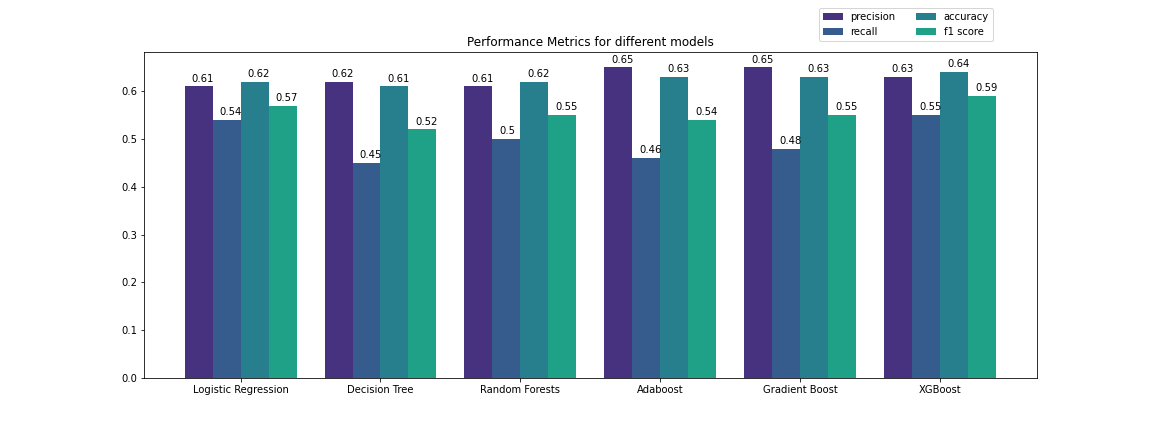 precision
accuracy
recall
f1 score
Performance Metrics for different models
0.61
0.54
0.62
0.57
0.62
0.45
0.61
0.52
0.61
0.5
0.62
0.55
0.65
0.46
0.63
0.54
0.65
0.48
0.63
0.55
0.63
0.55
0.64
0.59
0.6
0.5
0.4
0.3
0.2
0.1
0.0
Logistic Regression
Decision Tree
Random Forests
Adaboost
Gradient Boost
XGBoost